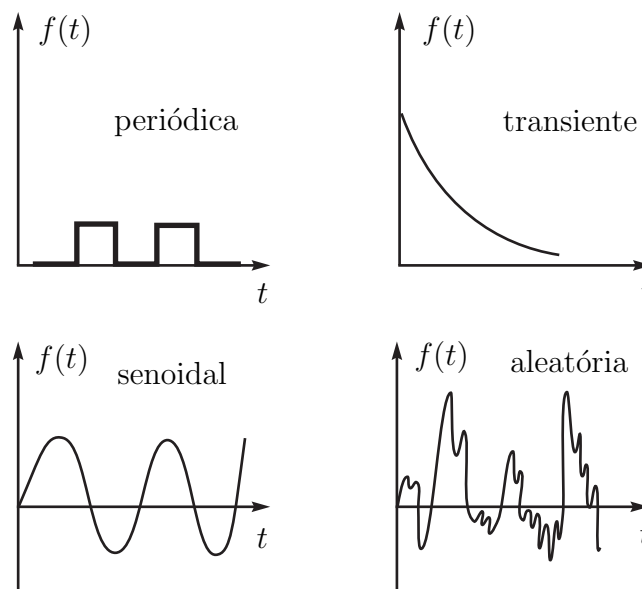 f(t)
periódica
t
f(t)
transiente
f(t)
senoidal
t
f(t)
aleatória